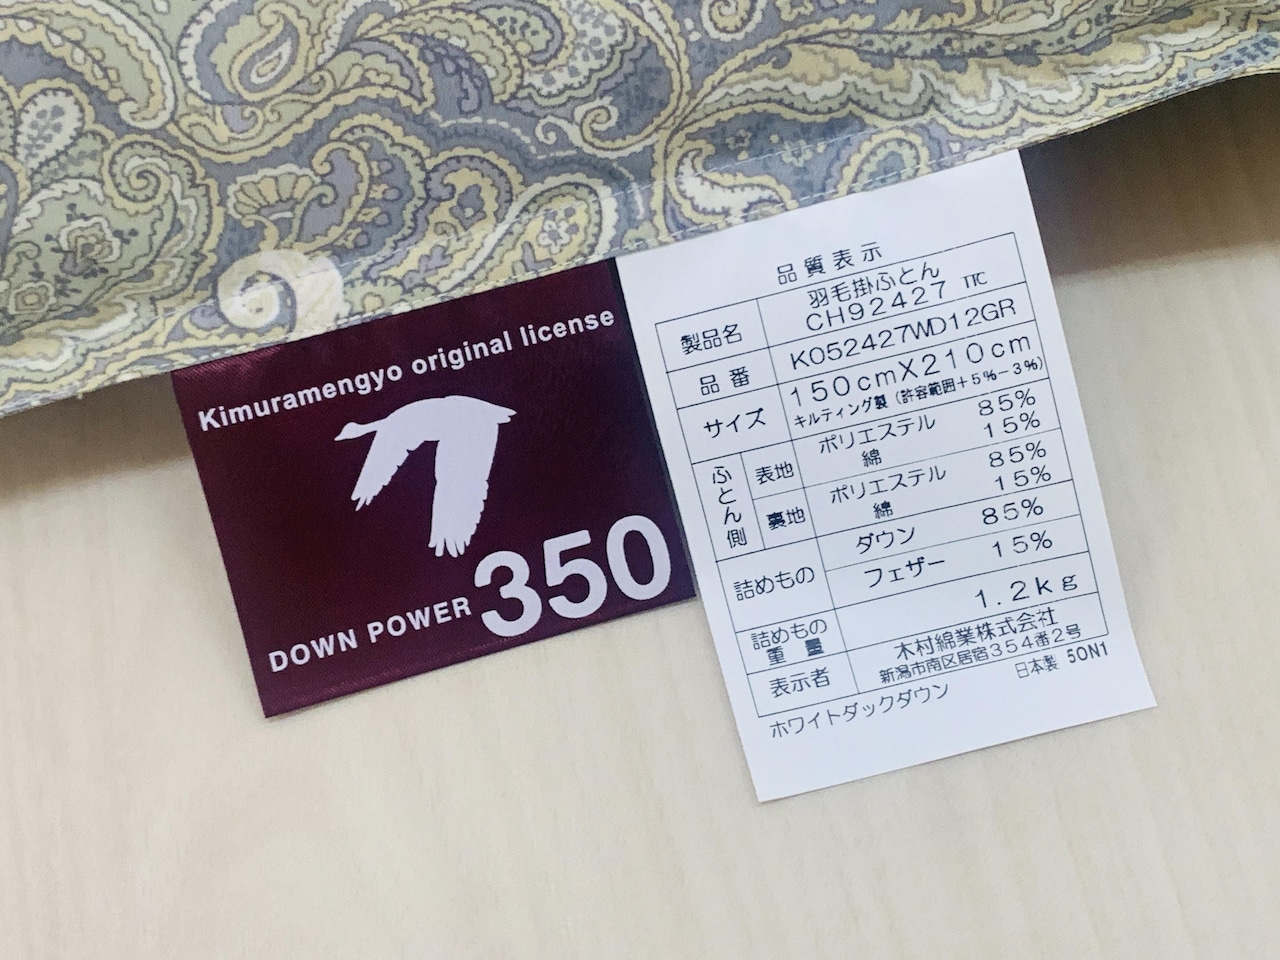 Kimuramengyo original license
DOWN POWER 350
品質表示
製品名 羽毛掛ふとん
CH92427 TTC
品番 K052427WD12GR
サイズ 150cmX210cm
キルティング製(許容範囲+5%-3%)
ふとん側 表地 ポリエステル 85%
綿 15%
裏地 ポリエステル 85%
綿 15%
詰めもの ダウン 85%
フェザー 15%
詰めもの重量 1.2kg
表示者 木村綿業株式会社
新潟市南区居宿354番2号
日本製 50N1
ホワイトダックダウン